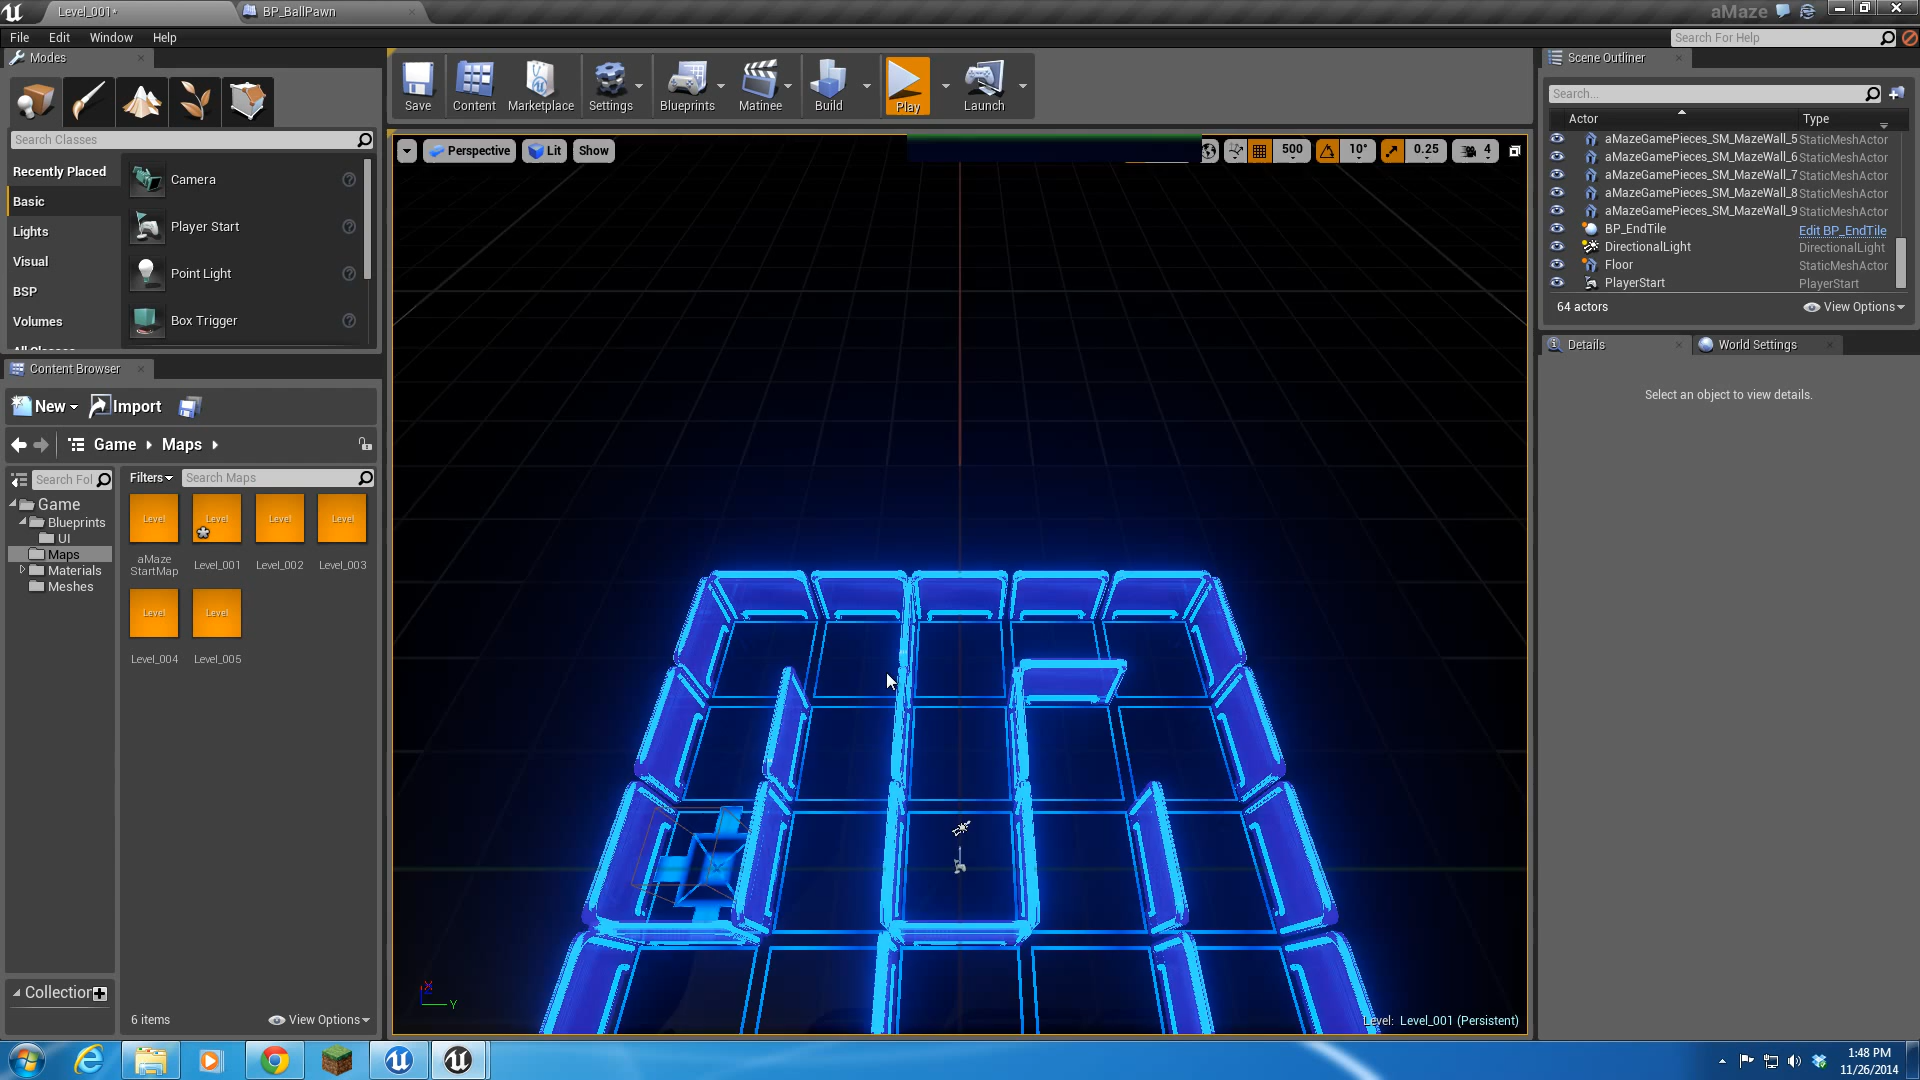 Level_001*
BP_BallPawn
aMaze
File Edit Window Help
Search For Help
Modes
Search Classes
Recently Placed
Basic
Lights
Visual
BSP
Volumes
Camera
Player Start
Point Light
Box Trigger
Save
Content
Marketplace
Settings
Blueprints
Matinee
Build
Play
Launch
Perspective
Lit
Show
500
10°
0.25
4
X
Y
Level: Level_001 (Persistent)
Content Browser
New
Import
Game
Maps
Search Fol
Filters
Search Maps
Game
Blueprints
UI
Maps
Materials
Meshes
Level
Level
Level
Level
aMaze
StartMap
Level_001
Level_002
Level_003
Level
Level
Level_004
Level_005
Collection
6 items
View Options
Scene Outliner
Search...
Actor Type
aMazeGamePieces_SM_MazeWall_5 StaticMeshActor
aMazeGamePieces_SM_MazeWall_6 StaticMeshActor
aMazeGamePieces_SM_MazeWall_7 StaticMeshActor
aMazeGamePieces_SM_MazeWall_8 StaticMeshActor
aMazeGamePieces_SM_MazeWall_9 StaticMeshActor
BP_EndTile Edit BP_EndTile
DirectionalLight DirectionalLight
Floor StaticMeshActor
PlayerStart PlayerStart
64 actors
View Options
Details
World Settings
Select an object to view details.
1:48 PM
11/26/2014